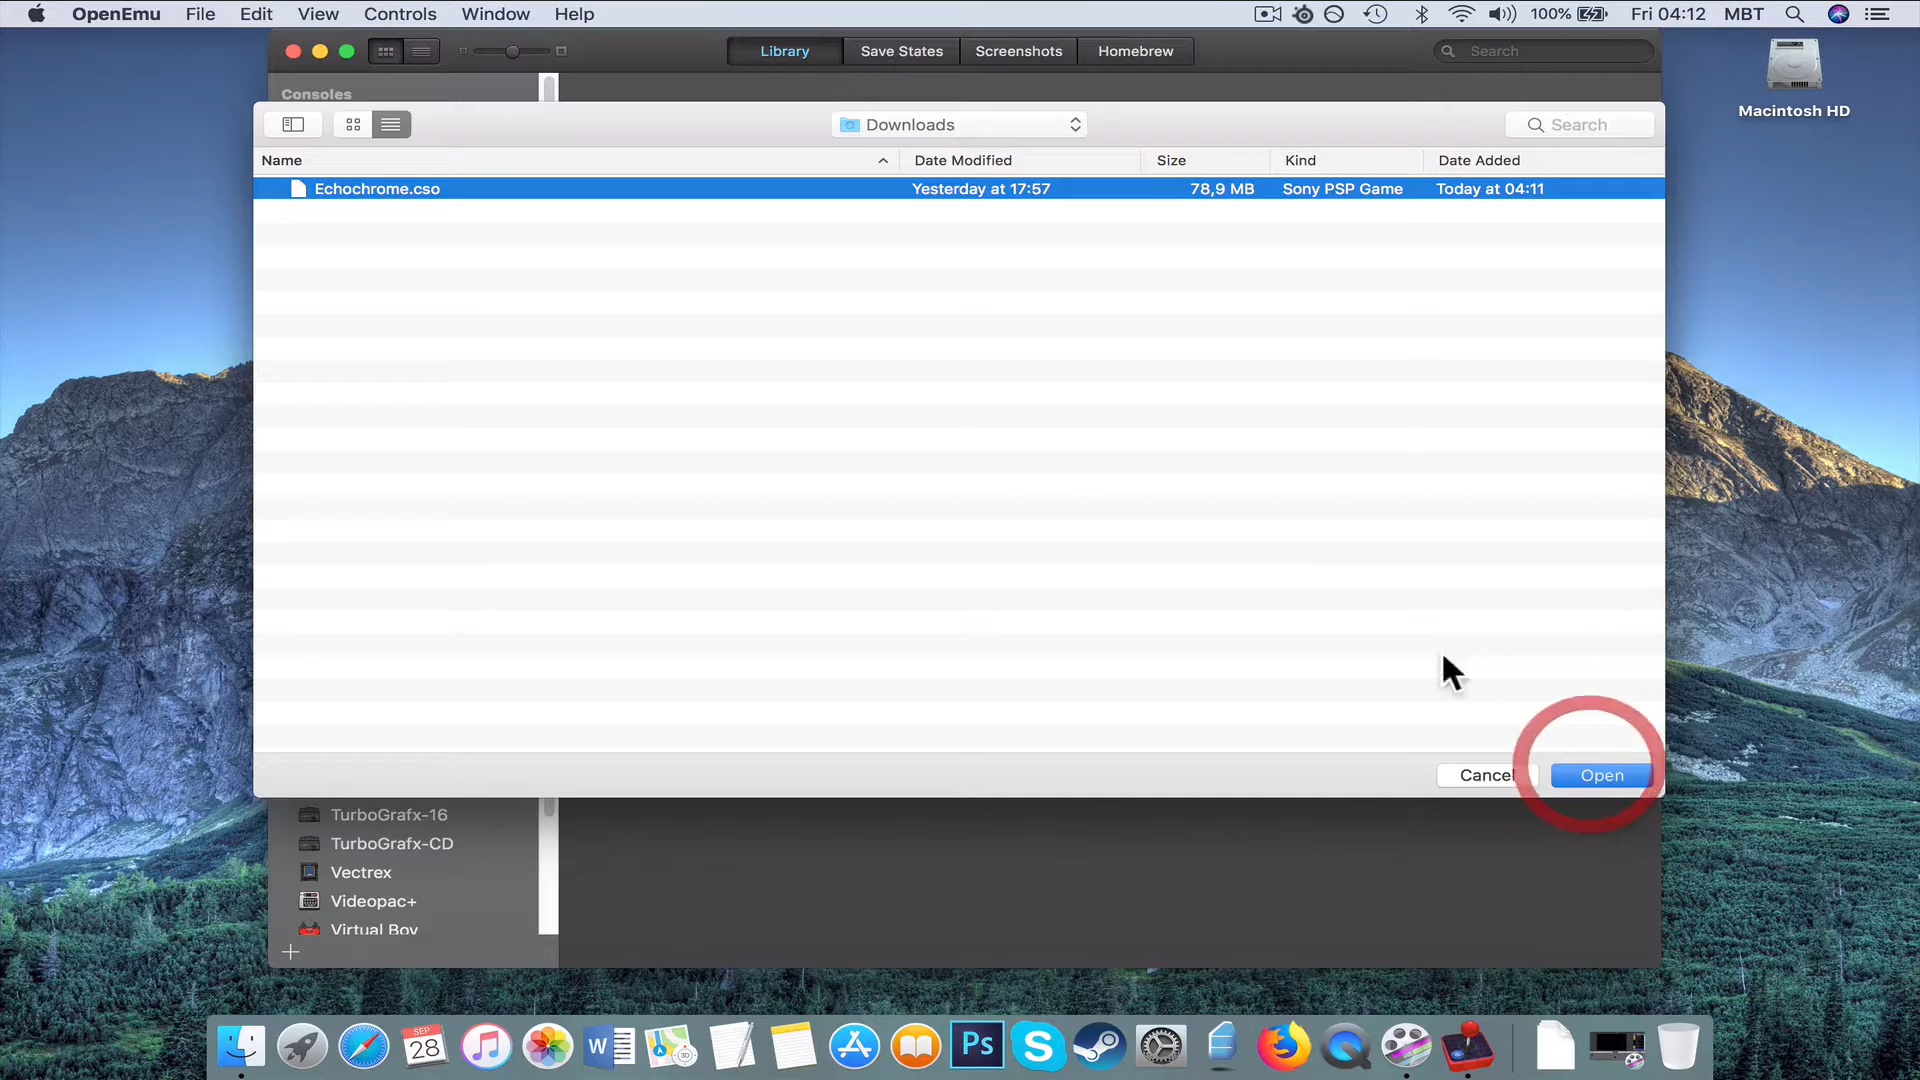 OpenEmu File Edit View Controls Window Help 100% Fri 04:12 MBT
Library Save States Screenshots Homebrew Search
Macintosh HD
Consoles
Downloads Search
Name Date Modified Size Kind Date Added
Echochrome.cso Yesterday at 17:57 78,9 MB Sony PSP Game Today at 04:11
Cancel Open
TurboGrafx-16
TurboGrafx-CD
Vectrex
Videopac+
Virtual Boy
SEP
28
W
3D
Ps
S